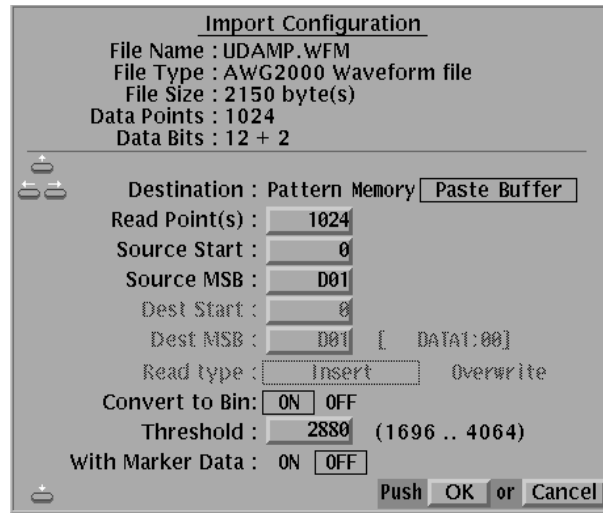 Import Configuration
File Name : UDAMP.WFM
File Type : AWG2000 Waveform file
File Size : 2150 byte(s)
Data Points : 1024
Data Bits : 12 + 2
Destination : Pattern Memory Paste Buffer
Read Point(s) : 1024
Source Start : 0
Source MSB : D01
Dest Start : 0
Dest MSB : D01 [ DATA1:00]
Read type : Insert Overwrite
Convert to Bin: ON OFF
Threshold : 2880 (1696 .. 4064)
With Marker Data : ON OFF
Push OK or Cancel